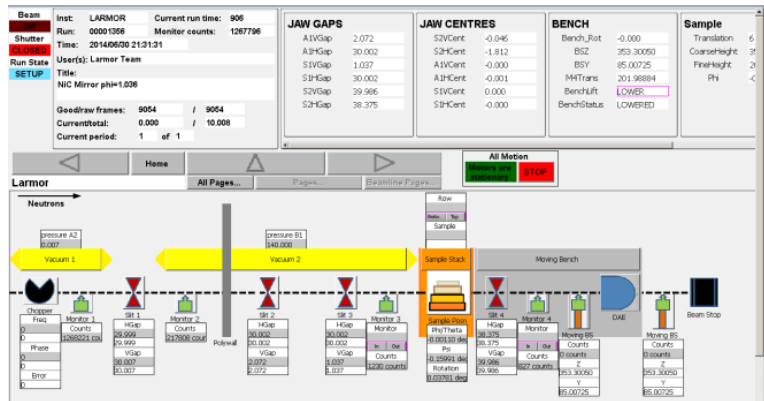 Beam
Off
Shutter
CLOSED
Run State
SETUP
Inst: LARMOR Current run time: 906
Run: 00001356 Monitor counts: 1267796
Time: 2014/06/30 21:31:31
User(s): Larmor Team
Title:
NiC Mirror phi=1.036
Good/raw frames: 9054 / 9054
Current/total: 0.000 / 10.008
Current period: 1 of 1
JAW GAPS
A1VGap 2.072
A1HGap 30.002
S1VGap 1.037
S1HGap 30.002
S2VGap 39.986
S2HGap 38.375
JAW CENTRES
S2VCent -0.046
S2HCent -1.812
A1VCent -0.000
A1HCent -0.001
S1VCent 0.000
S1HCent -0.000
BENCH
Bench_Rot -0.000
BSZ 353.30050
BSY 85.00725
M4Trans 201.98884
BenchLift LOWER
BenchStatus LOWERED
Sample
Translation 6
CoarseHeight
FineHeight
Phi
Home
All Motion
Motors are stationary STOP
Larmor
All Pages... Pages... Beamline Pages...
Neutrons
Row
Sample
pressure A2
0.007
pressure B1
140.000
Vacuum 1
Vacuum 2
Sample Stack
Moving Bench
Chopper
Freq
0
0
Phase
0
0
Error
0
Monitor 1
Counts
1268221 cou
Slit 1
HGap
29.999
29.999
VGap
30.007
30.007
Monitor 2
Counts
217808 cour
Polywall
Slit 2
HGap
30.002
30.002
VGap
2.072
2.072
Slit 3
HGap
30.002
30.002
VGap
1.037
1.037
Monitor 3
Monitor
In Out
Counts
1230 counts
Sample Posn
Phi/Theta
-0.00110 deg
Psi
-0.15991 deg
Rotation
0.03781 deg
Slit 4
HGap
38.375
38.375
VGap
39.986
39.986
Monitor 4
Monitor
In Out
Counts
827 counts
Moving BS
Counts
0 counts
Z
353.30050
Y
85.00725
DAE
Moving BS
Counts
0 counts
Z
353.30050
Y
85.00725
Beam Stop